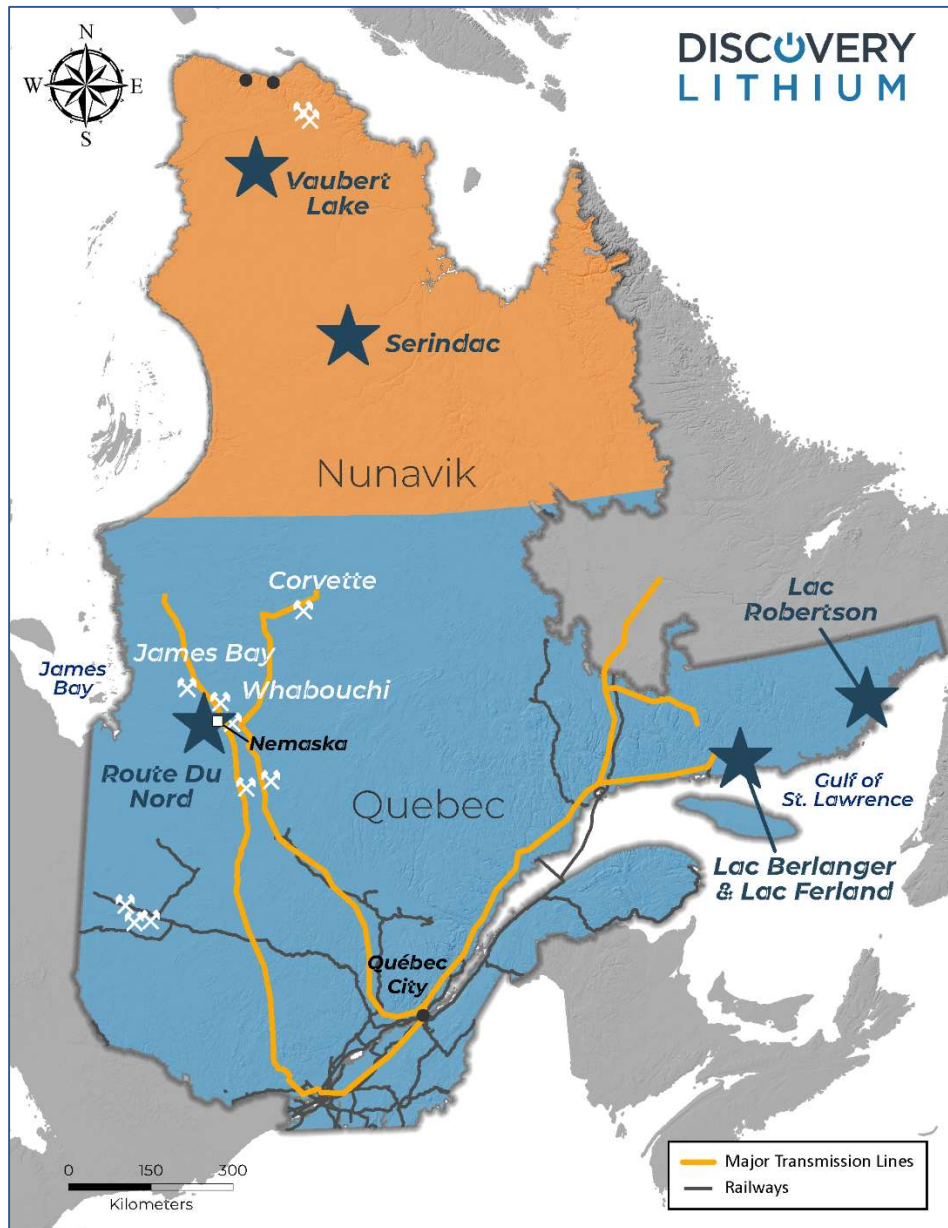 N
W
E
S
DISCOVERY
LITHIUM
Vaubert
Lake
Serindac
Nunavik
Corvette
Lac
Robertson
James Bay
James
Bay
Whabouchi
Nemaska
Route Du
Nord
Quebec
Gulf of
St. Lawrence
Lac Berlanger
& Lac Ferland
Québec
City
0 150 300
Kilometers
Major Transmission Lines
Railways